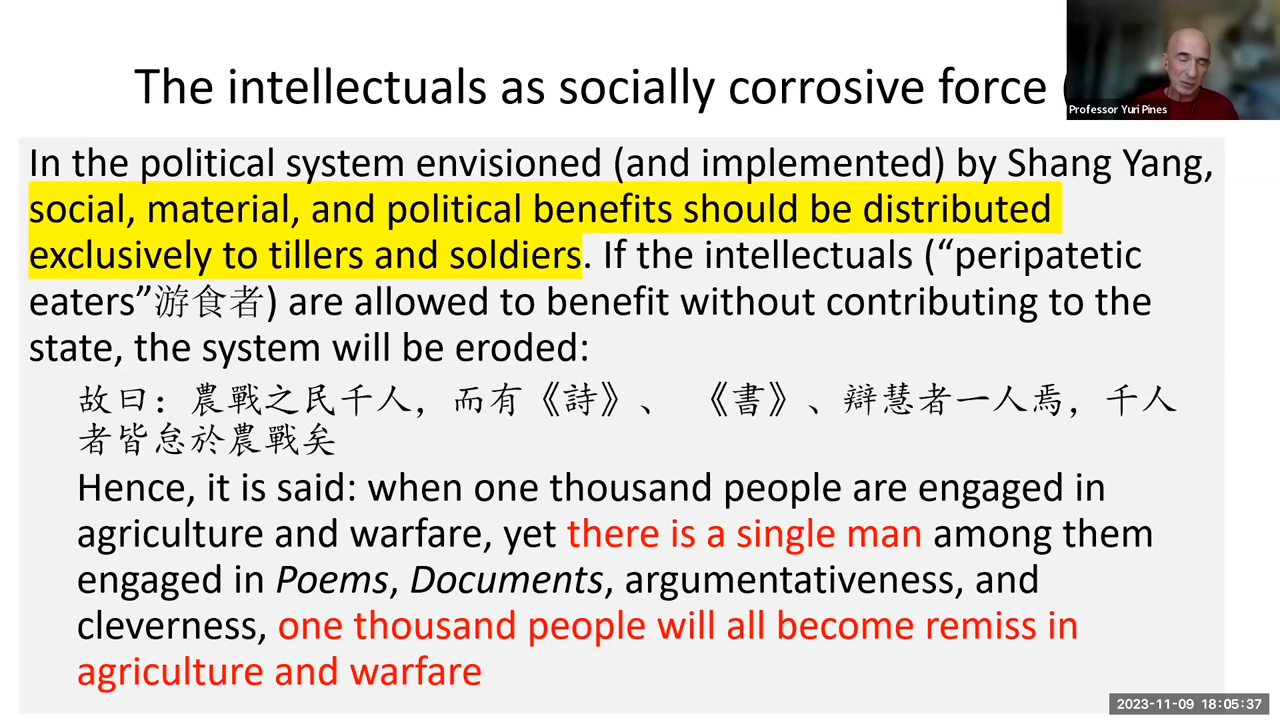 The intellectuals as socially corrosive force (
Professor Yuri Pines
In the political system envisioned (and implemented) by Shang Yang,
social, material, and political benefits should be distributed
exclusively to tillers and soldiers. If the intellectuals (“peripatetic
eaters”游食者) are allowed to benefit without contributing to the
state, the system will be eroded:
故曰：農戰之民千人，而有《詩》、 《書》、辯慧者一人焉，千人
者皆怠於農戰矣
Hence, it is said: when one thousand people are engaged in
agriculture and warfare, yet there is a single man among them
engaged in Poems, Documents, argumentativeness, and
cleverness, one thousand people will all become remiss in
agriculture and warfare
2023-11-09 18:05:37